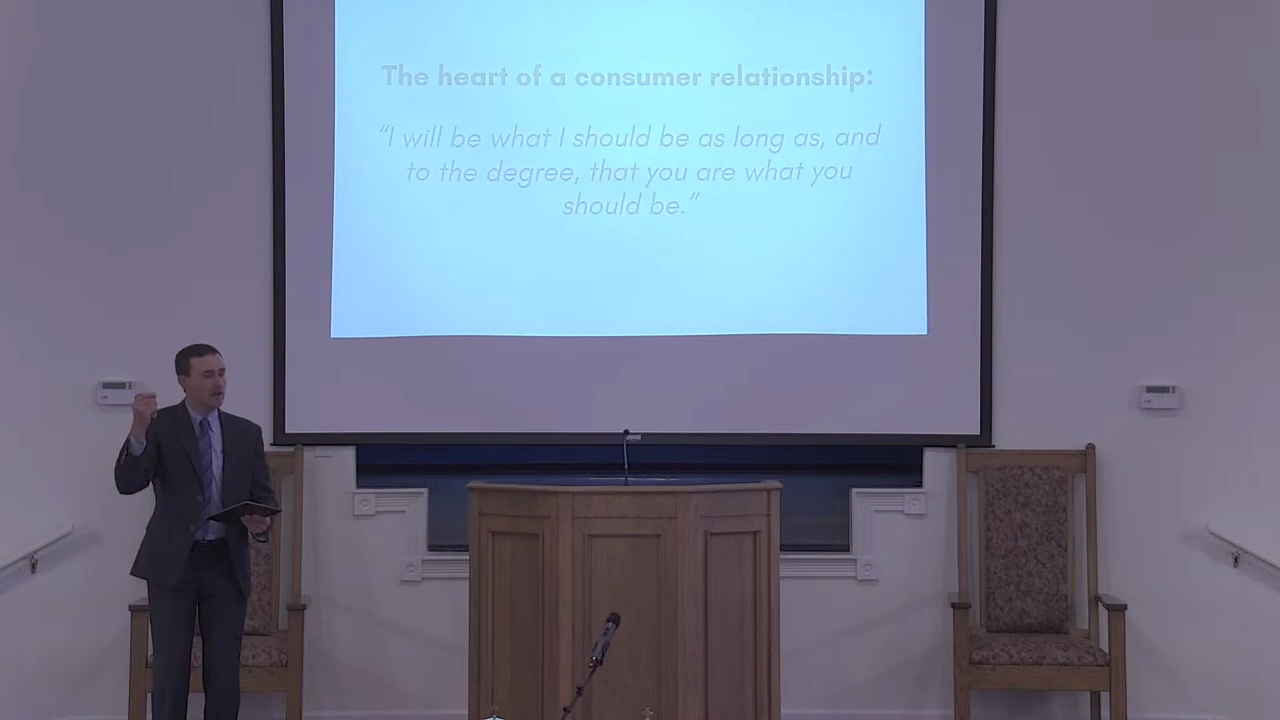 The heart of a consumer relationship:
“I will be what I should be as long as, and
to the degree, that you are what you
should be.”